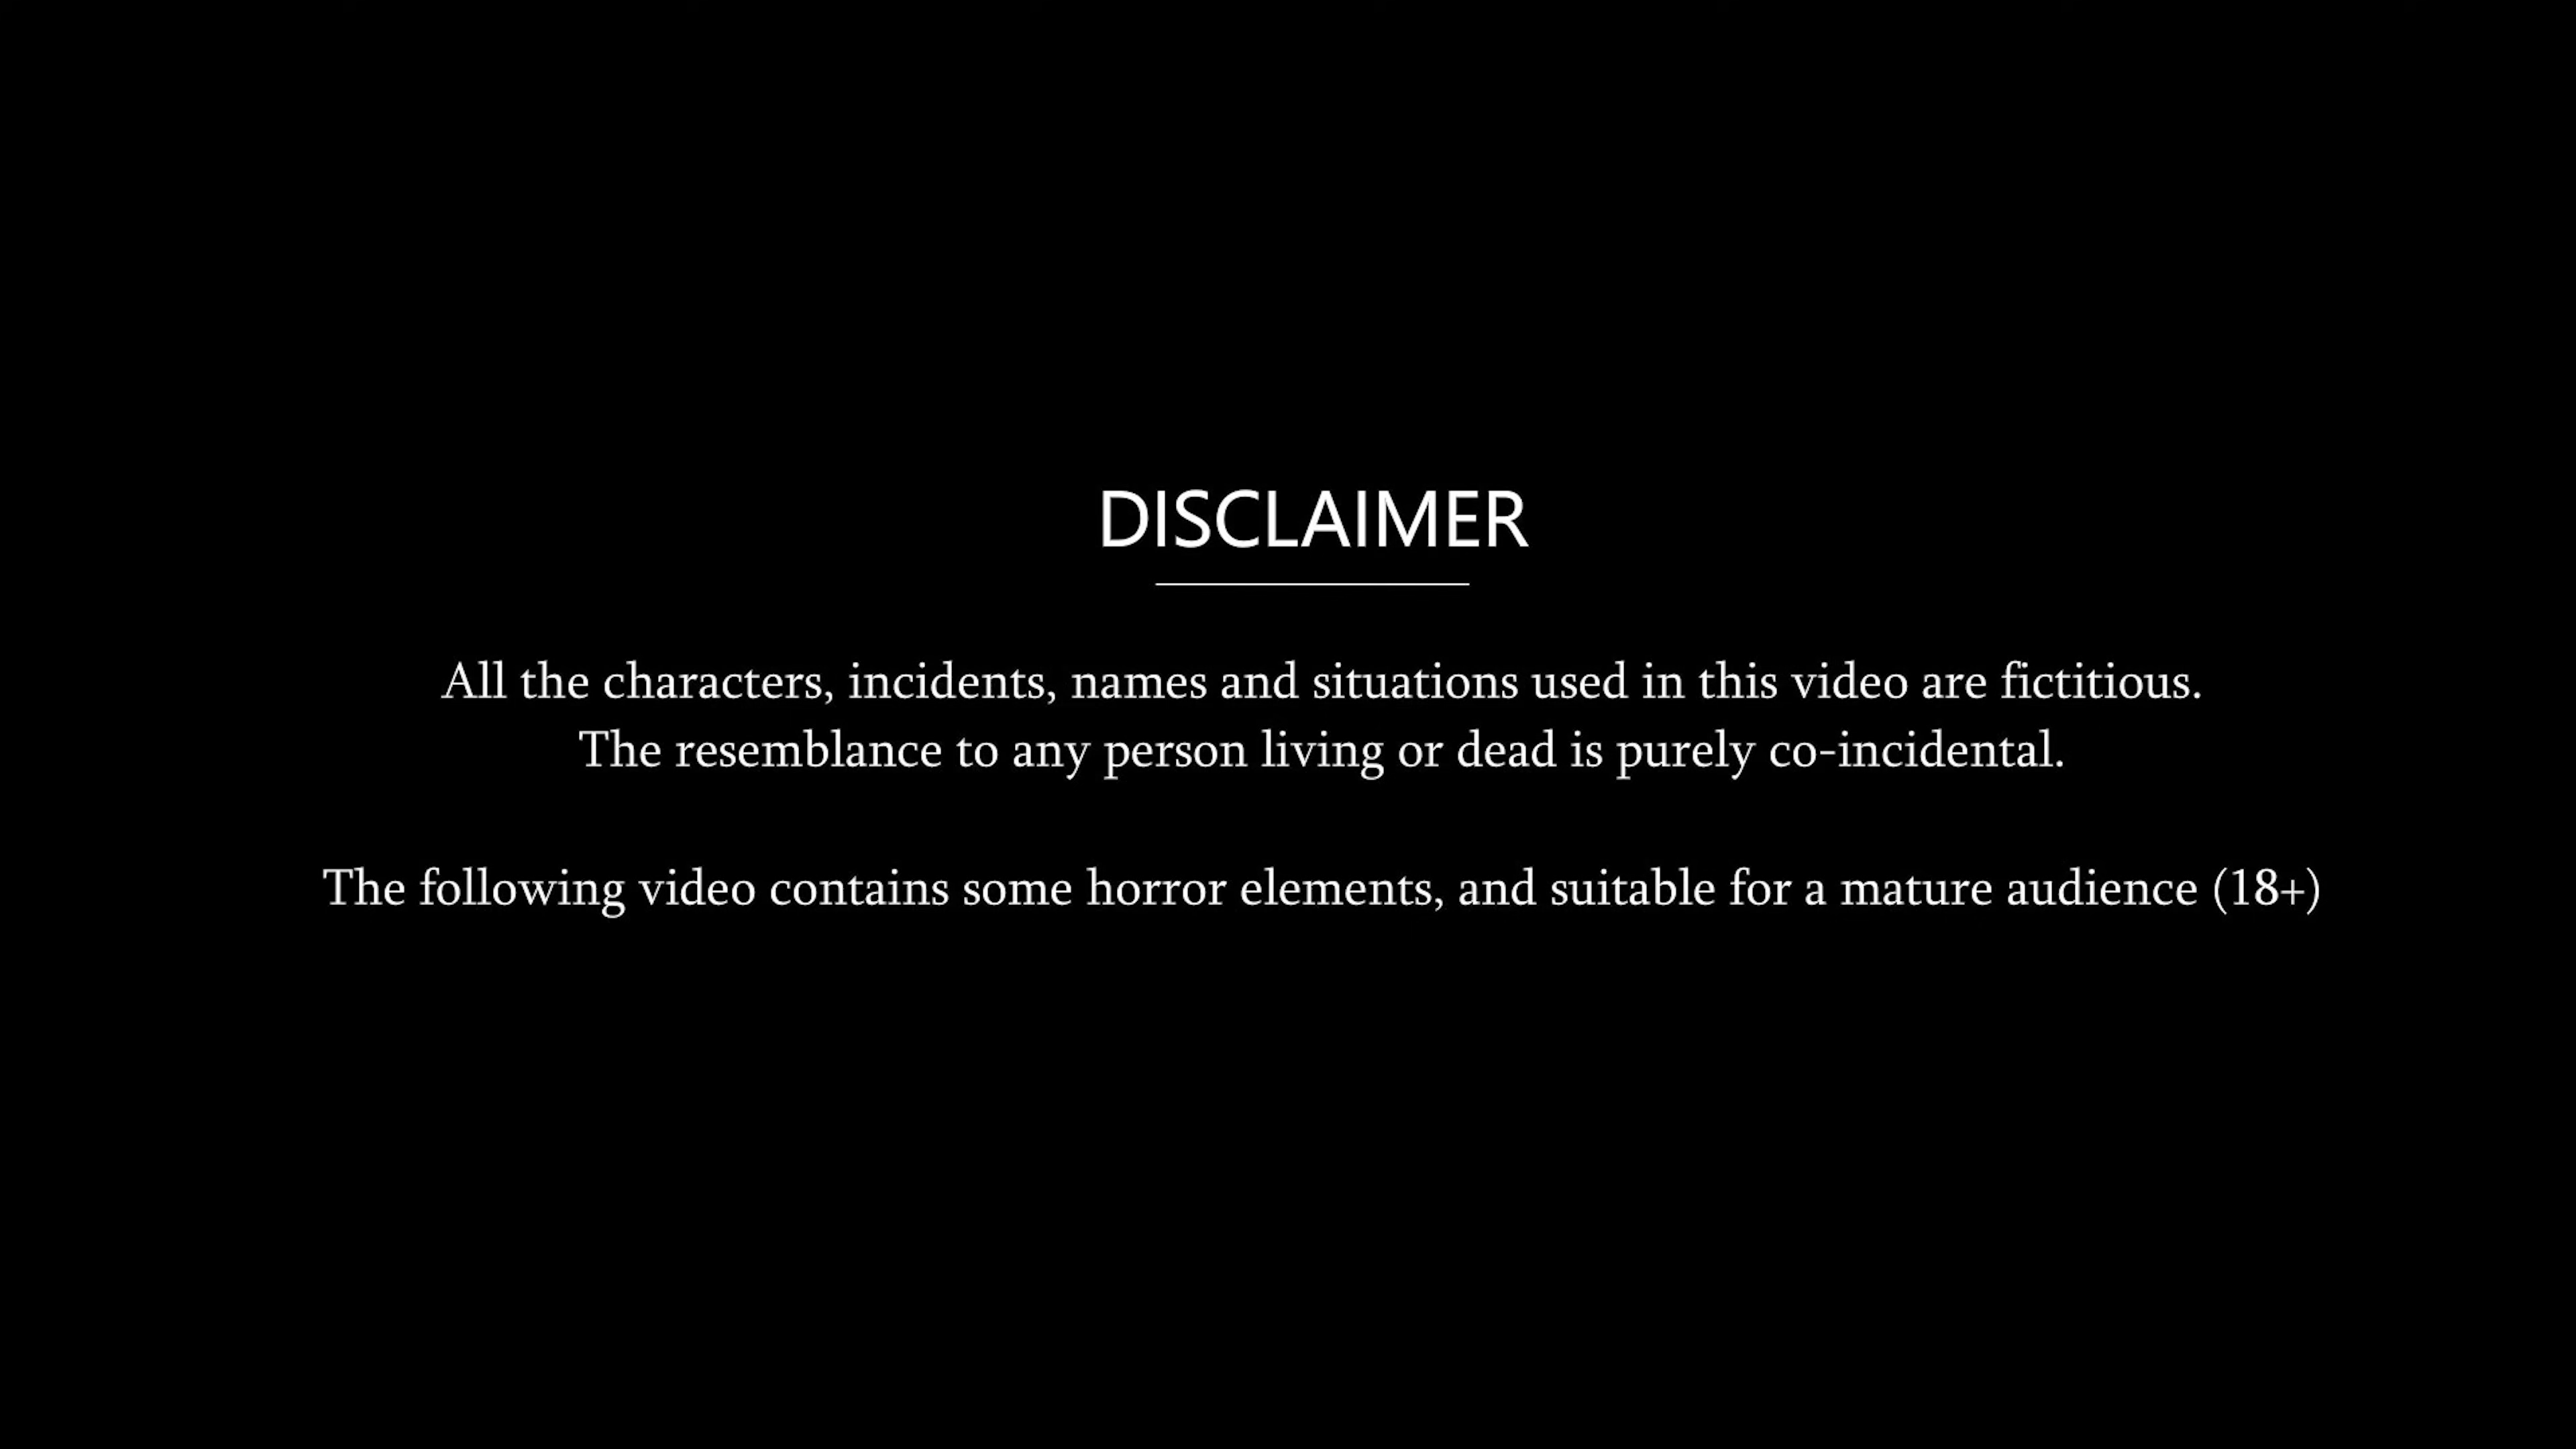 DISCLAIMER
All the characters, incidents, names and situations used in this video are fictitious.
The resemblance to any person living or dead is purely co-incidental.
The following video contains some horror elements, and suitable for a mature audience (18+)